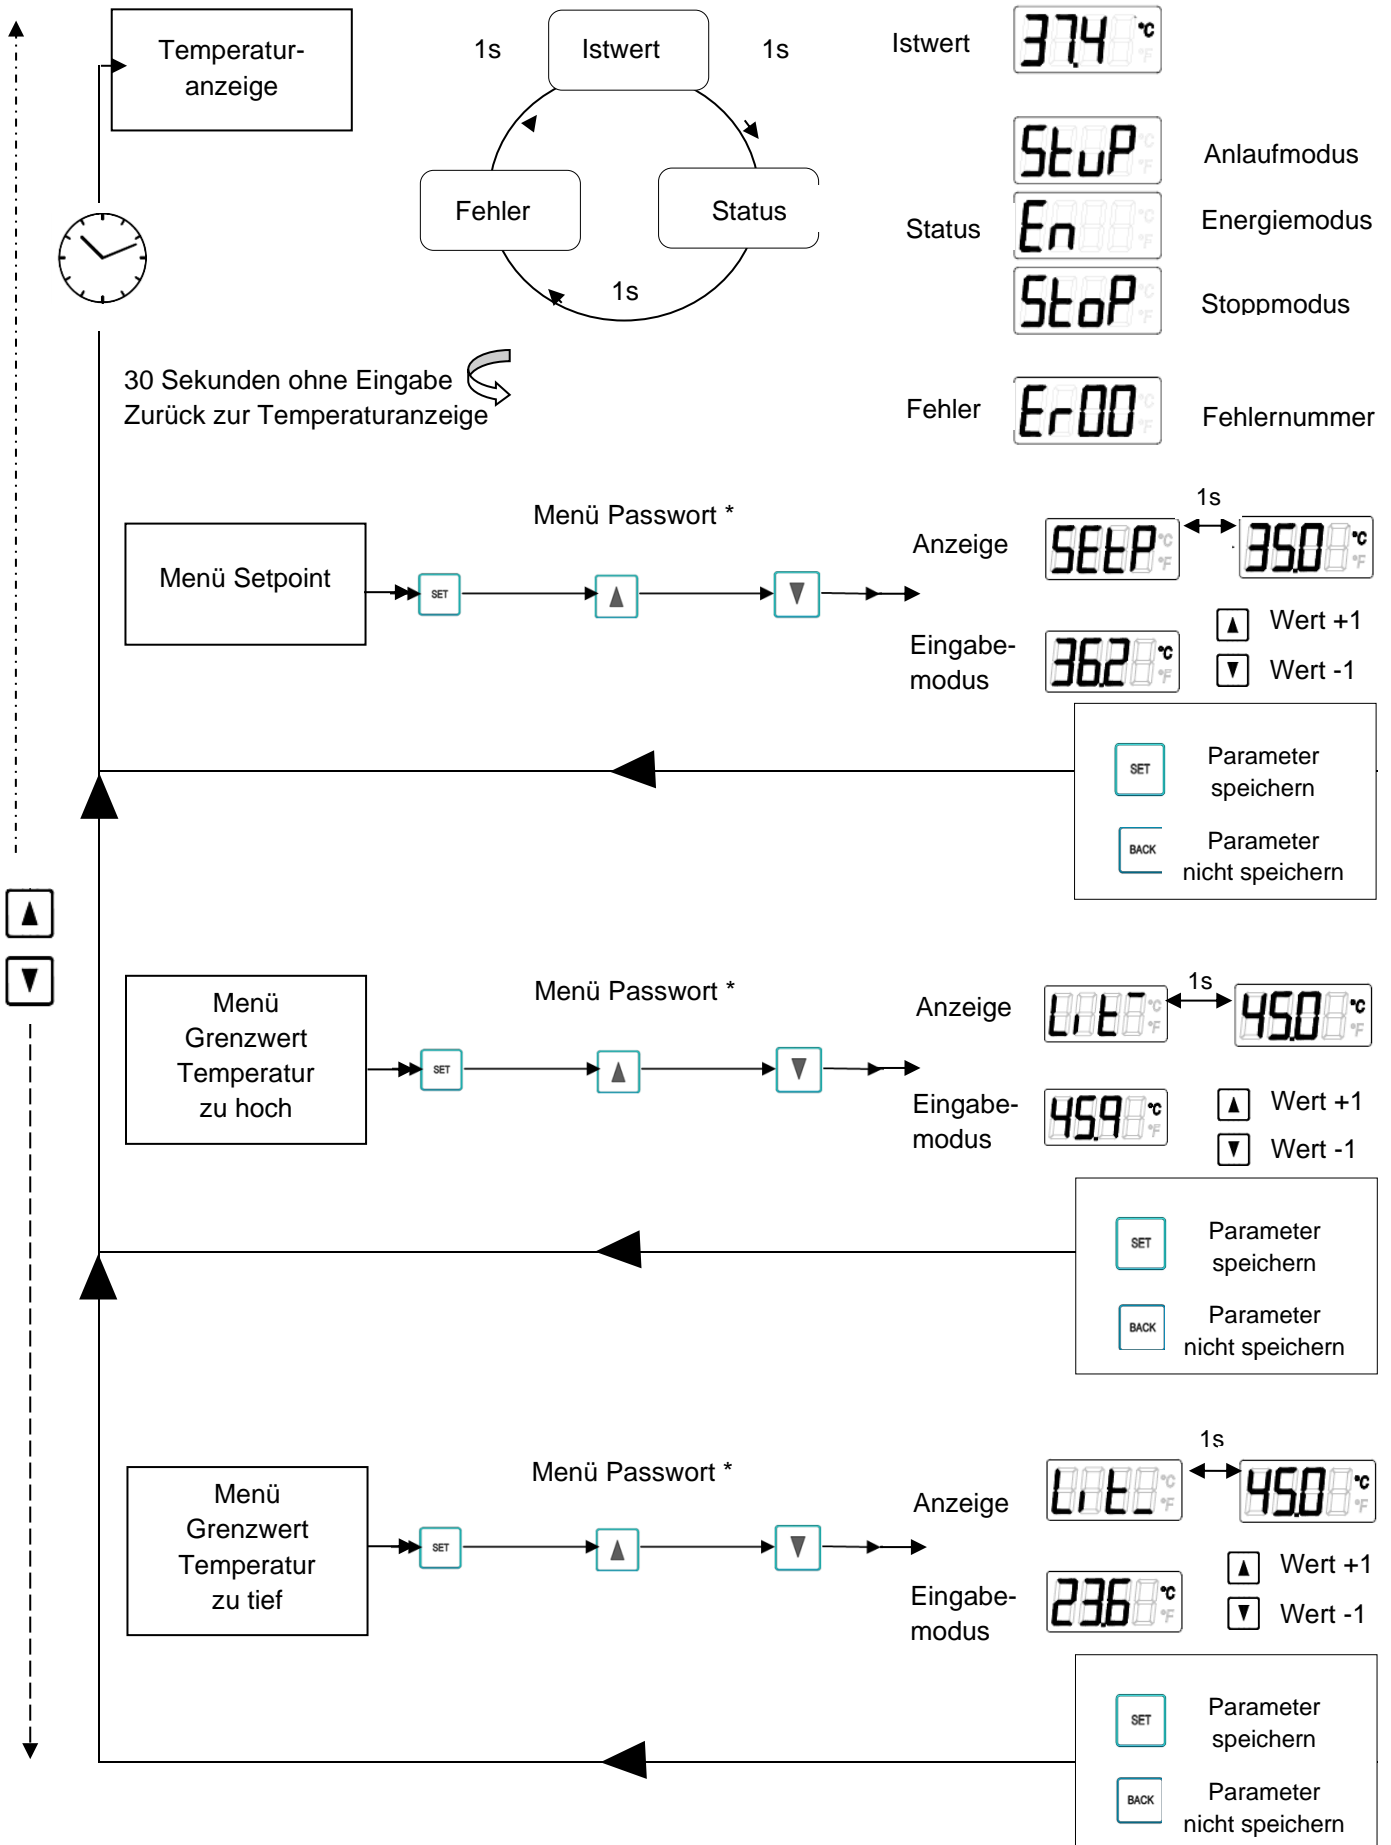 Temperatur-
anzeige
1s
Istwert
1s
Fehler
Status
1s
Istwert
37.4 °C °F
Status
StuP °C °F
Anlaufmodus
En °C °F
Energiemodus
StoP °C °F
Stoppmodus
Fehler
Er00 °C °F
Fehlernummer
30 Sekunden ohne Eingabe
Zurück zur Temperaturanzeige
Menü Setpoint
Menü Passwort *
SET
Anzeige
SEtP °C °F
1s
35.0 °C °F
Eingabe-
modus
36.2 °C °F
Wert +1
Wert -1
SET
Parameter
speichern
BACK
Parameter
nicht speichern
Menü
Grenzwert
Temperatur
zu hoch
Menü Passwort *
SET
Anzeige
Lit¯ °C °F
1s
45.0 °C °F
Eingabe-
modus
45.9 °C °F
Wert +1
Wert -1
SET
Parameter
speichern
BACK
Parameter
nicht speichern
Menü
Grenzwert
Temperatur
zu tief
Menü Passwort *
SET
Anzeige
Lit_ °C °F
1s
45.0 °C °F
Eingabe-
modus
23.6 °C °F
Wert +1
Wert -1
SET
Parameter
speichern
BACK
Parameter
nicht speichern